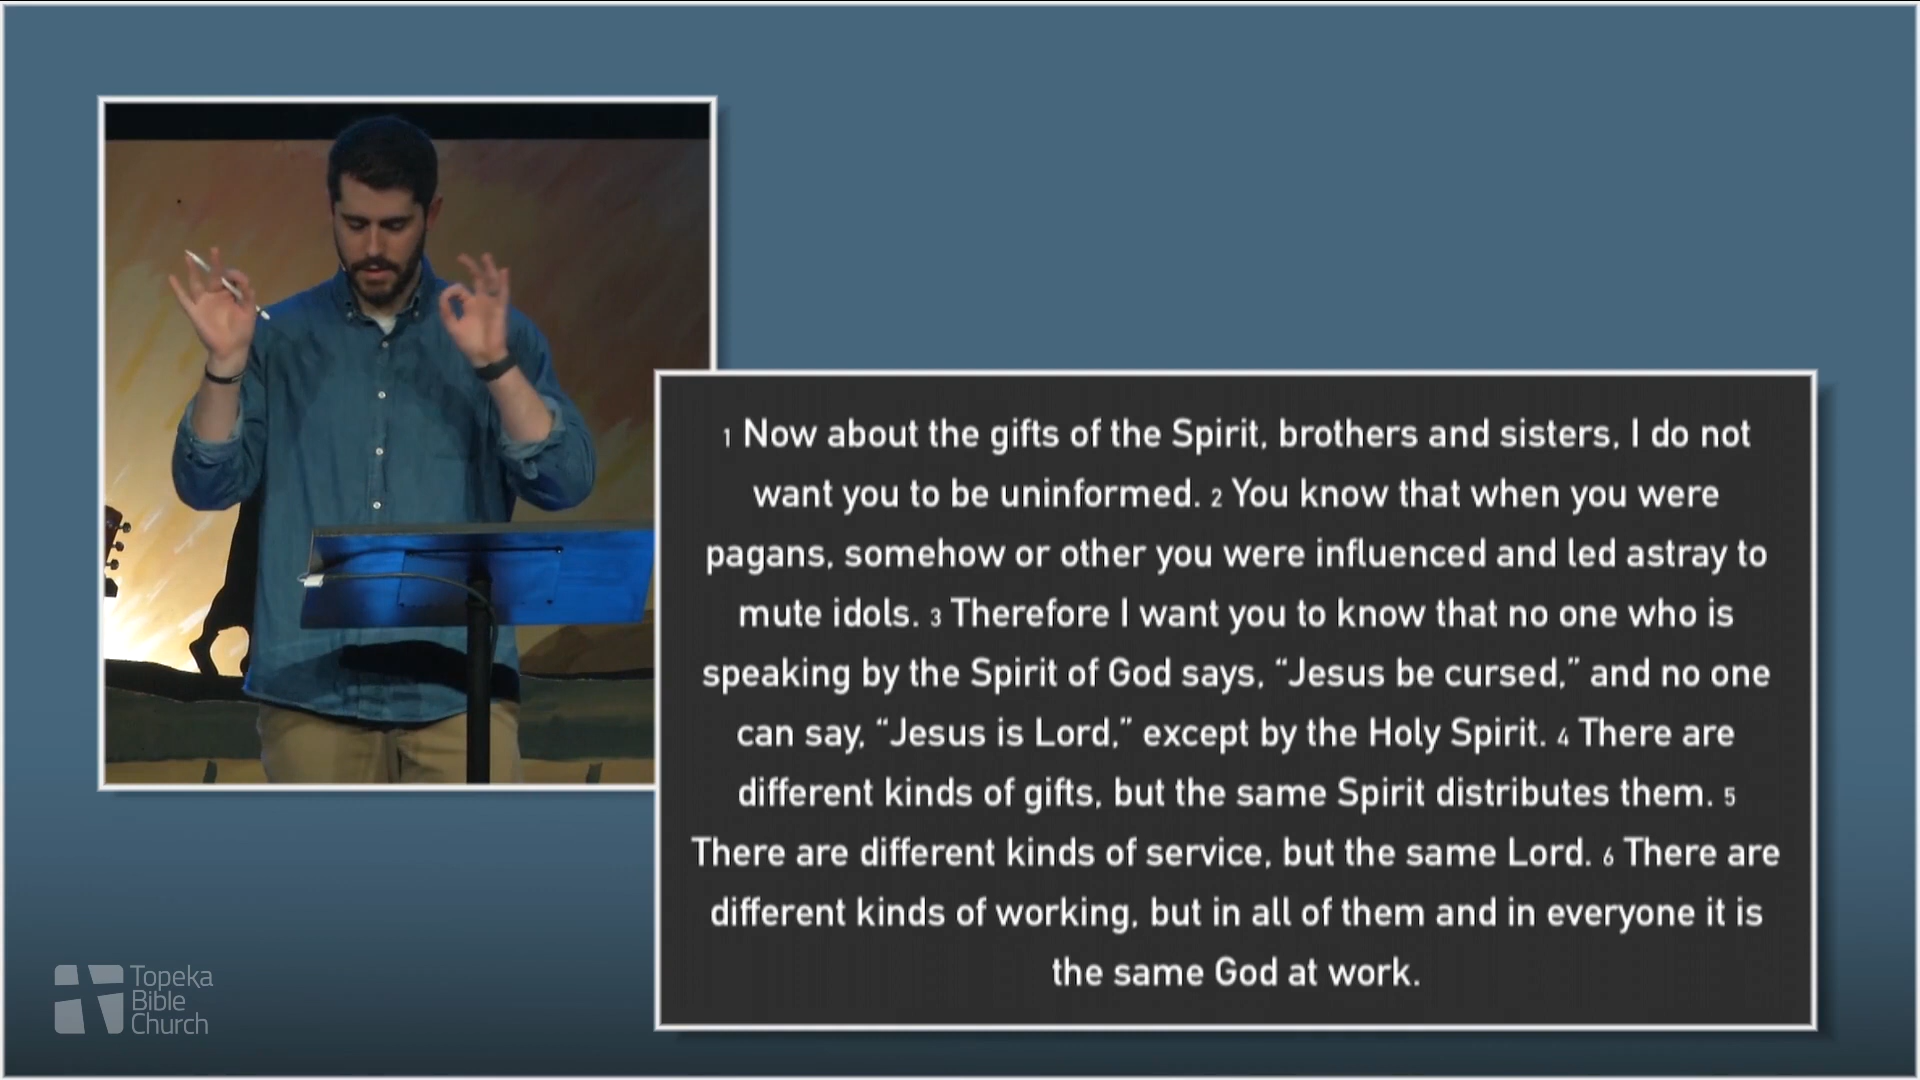 1 Now about the gifts of the Spirit, brothers and sisters, I do not
want you to be uninformed. 2 You know that when you were
pagans, somehow or other you were influenced and led astray to
mute idols. 3 Therefore I want you to know that no one who is
speaking by the Spirit of God says, “Jesus be cursed,” and no one
can say, “Jesus is Lord,” except by the Holy Spirit. 4 There are
different kinds of gifts, but the same Spirit distributes them. 5
There are different kinds of service, but the same Lord. 6 There are
different kinds of working, but in all of them and in everyone it is
the same God at work.
Topeka
Bible
Church